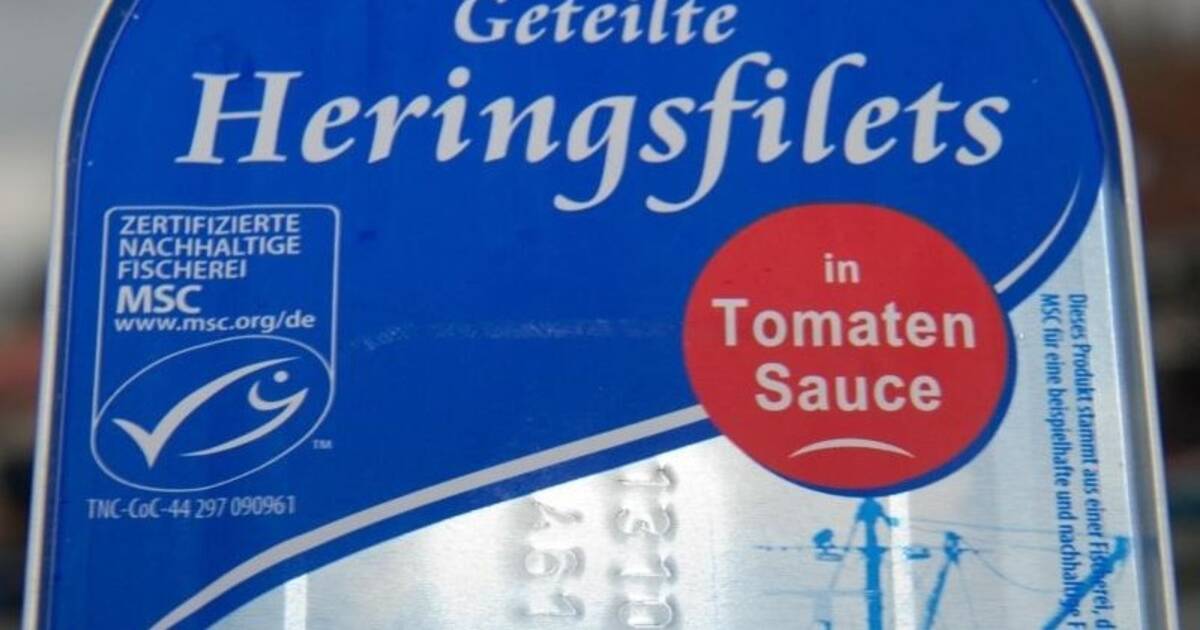 Geteilte
Heringsfilets
ZERTIFIZIERTE
NACHHALTIGE
FISCHEREI
MSC
www.msc.org/de
TM
TNC-CoC-44 297 090961
in
Tomaten
Sauce
Dieses Produkt stammt aus einer Fischerei, d
MSC für eine beispielhafte und nachhaltige F